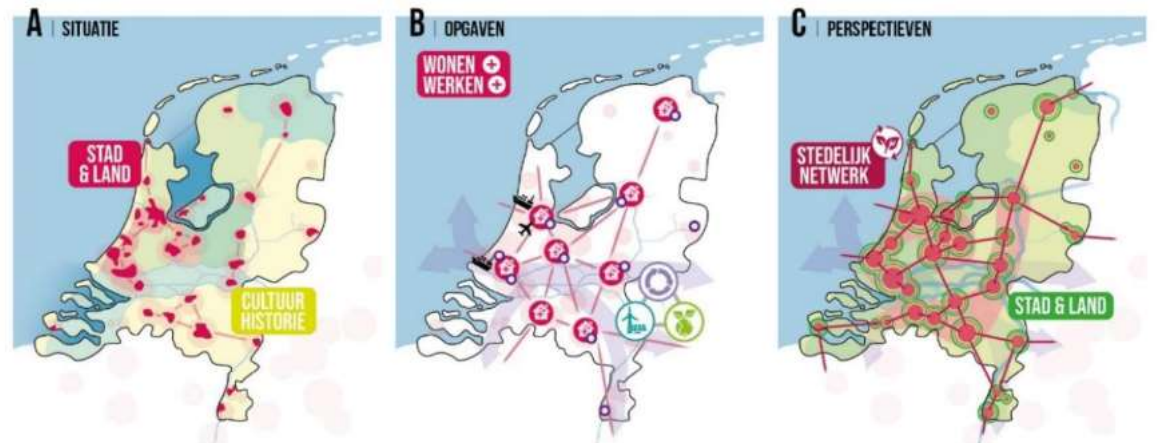 A | SITUATIE
STAD
& LAND
CULTUUR
HISTORIE
B | OPGAVEN
WONEN +
WERKEN +
C | PERSPECTIEVEN
STEDELIJK
NETWERK
STAD & LAND